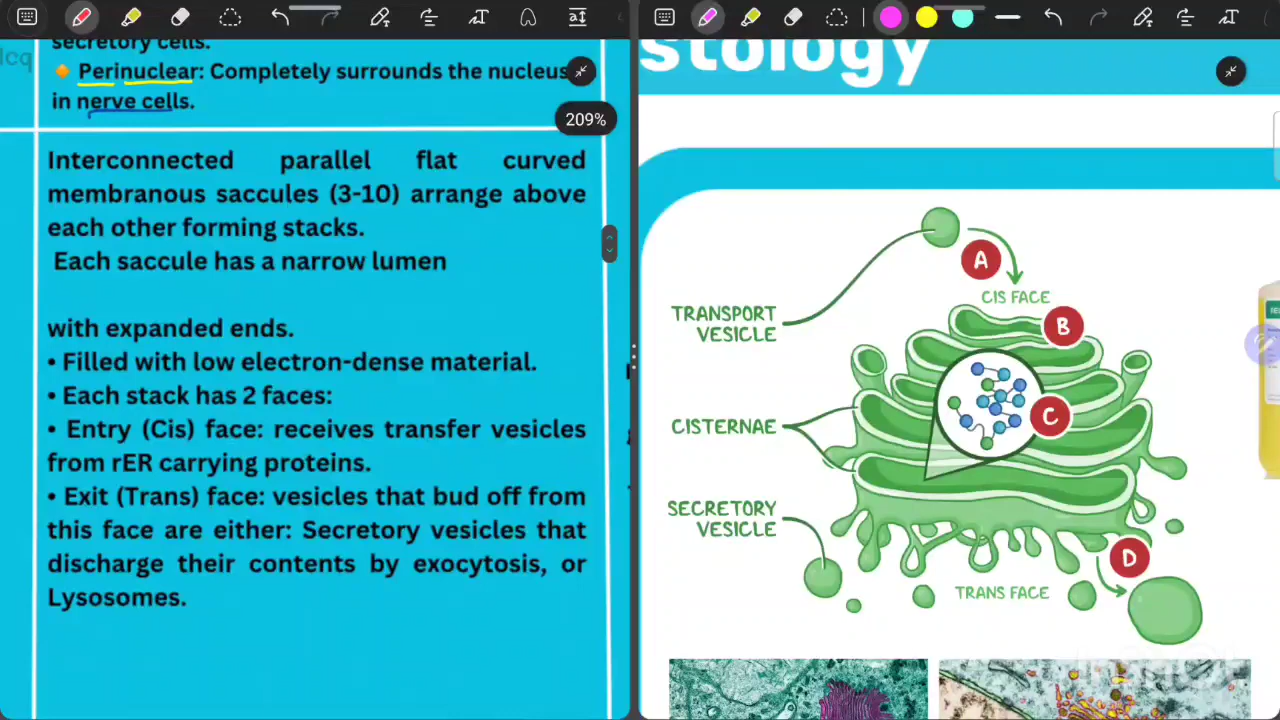 secretory cells.
lcq
🔸 Perinuclear: Completely surrounds the nucleus
in nerve cells.
209%
Interconnected parallel flat curved
membranous saccules (3-10) arrange above
each other forming stacks.
Each saccule has a narrow lumen
with expanded ends.
• Filled with low electron-dense material.
• Each stack has 2 faces:
• Entry (Cis) face: receives transfer vesicles
from rER carrying proteins.
• Exit (Trans) face: vesicles that bud off from
this face are either: Secretory vesicles that
discharge their contents by exocytosis, or
Lysosomes.
stology
A
CIS FACE
TRANSPORT
VESICLE
B
C
CISTERNAE
SECRETORY
VESICLE
D
TRANS FACE